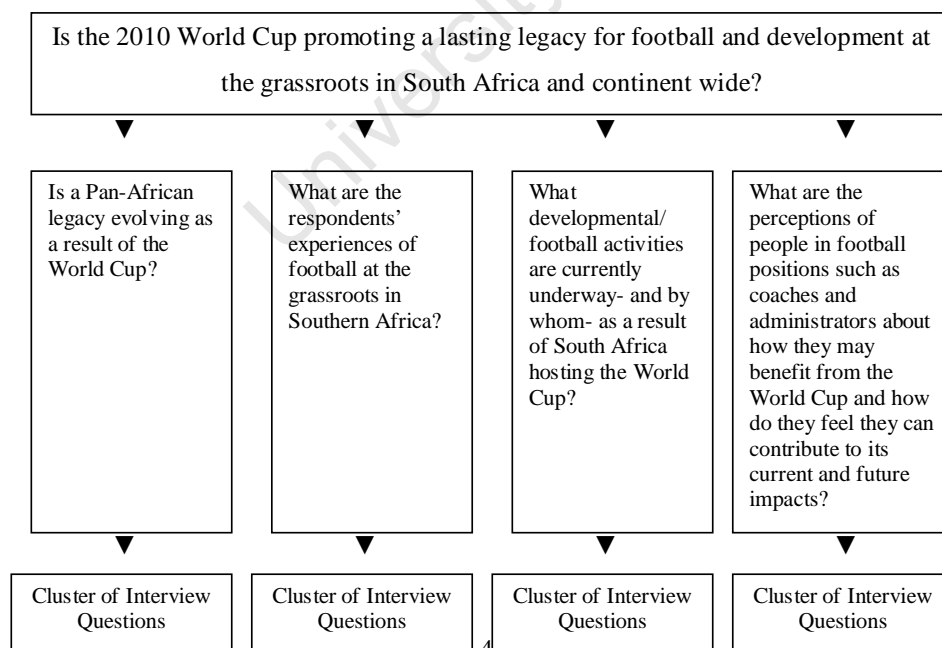 Is the 2010 World Cup promoting a lasting legacy for football and development at
the grassroots in South Africa and continent wide?
Is a Pan-African
legacy evolving as
a result of the
World Cup?
What are the
respondents’
experiences of
football at the
grassroots in
Southern Africa?
What
developmental/
football activities
are currently
underway- and by
whom- as a result
of South Africa
hosting the World
Cup?
What are the
perceptions of
people in football
positions such as
coaches and
administrators about
how they may
benefit from the
World Cup and how
do they feel they can
contribute to its
current and future
impacts?
Cluster of Interview
Questions
Cluster of Interview
Questions
Cluster of Interview
Questions
Cluster of Interview
Questions
4
University